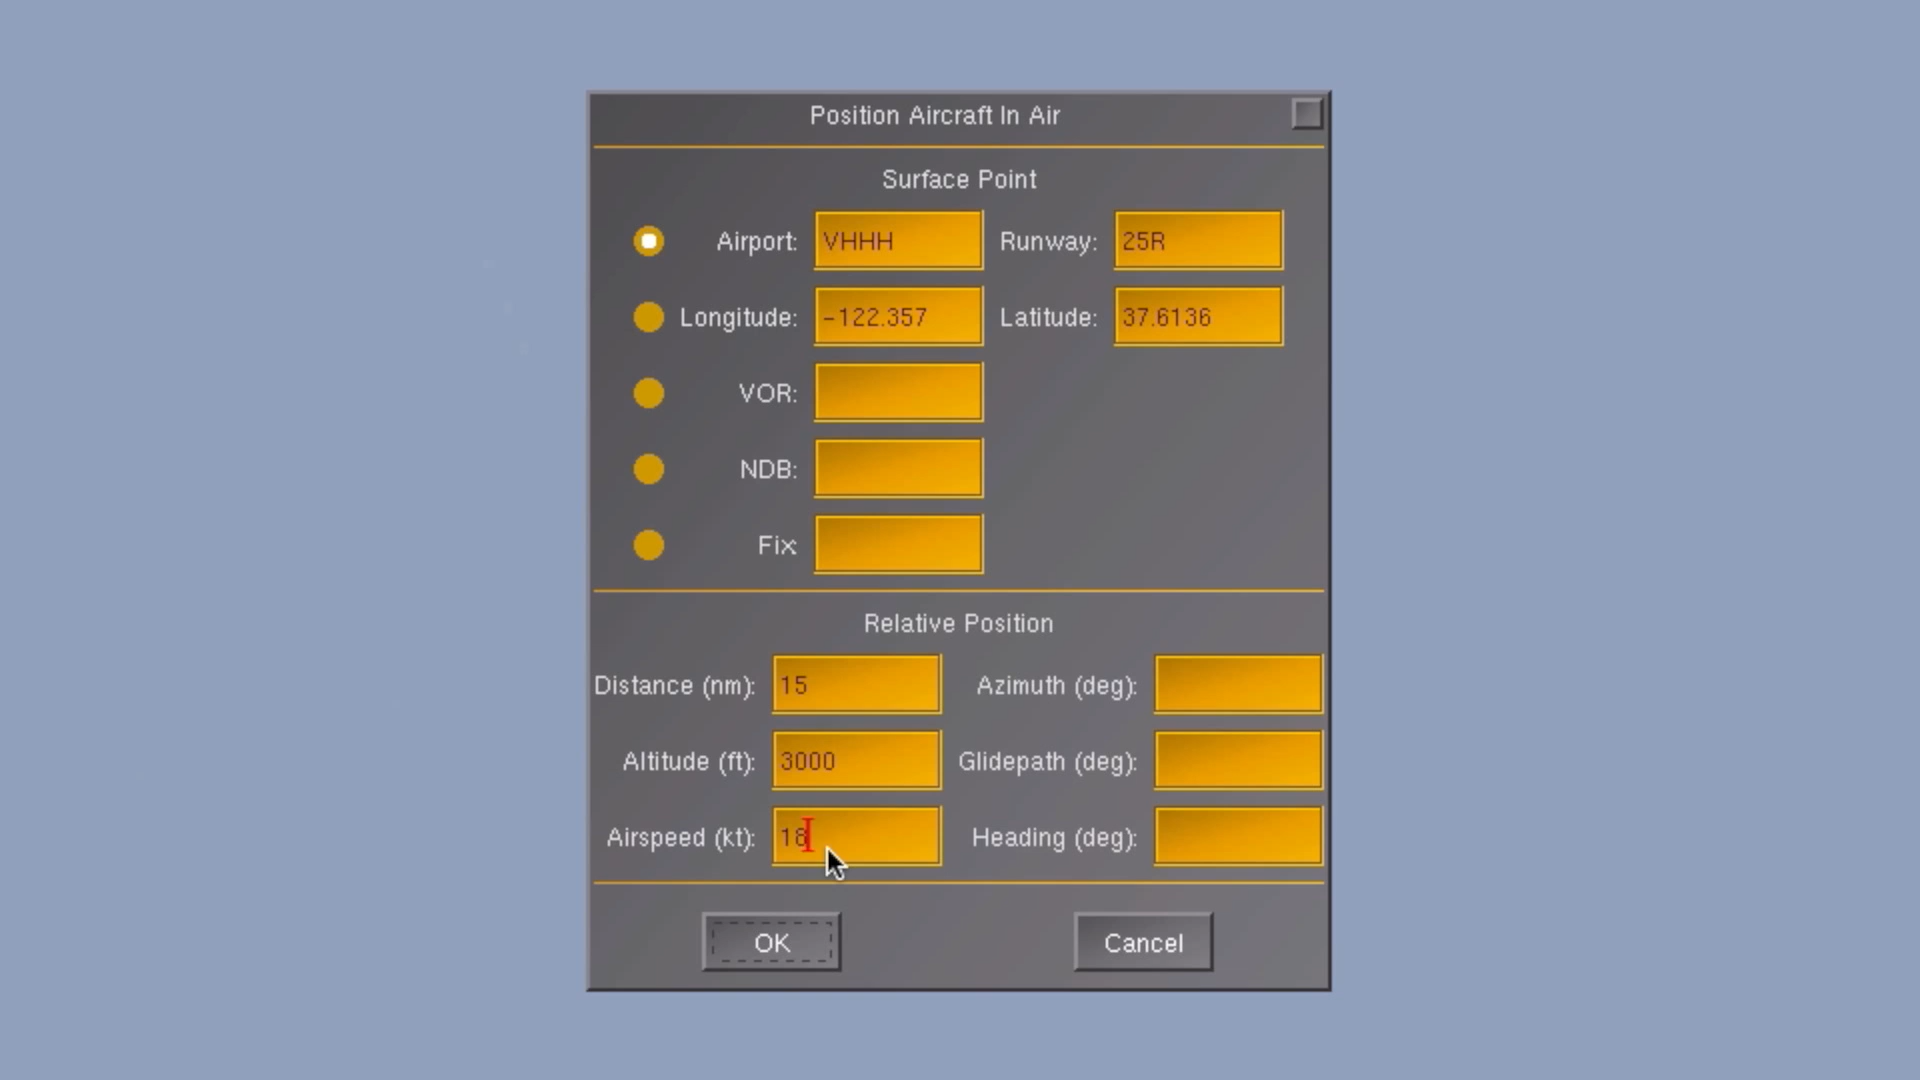 Position Aircraft In Air
Surface Point
Airport: VHHH Runway: 25R
Longitude: -122.357 Latitude: 37.6136
VOR:
NDB:
Fix:
Relative Position
Distance (nm): 15 Azimuth (deg):
Altitude (ft): 3000 Glidepath (deg):
Airspeed (kt): 18 Heading (deg):
OK Cancel